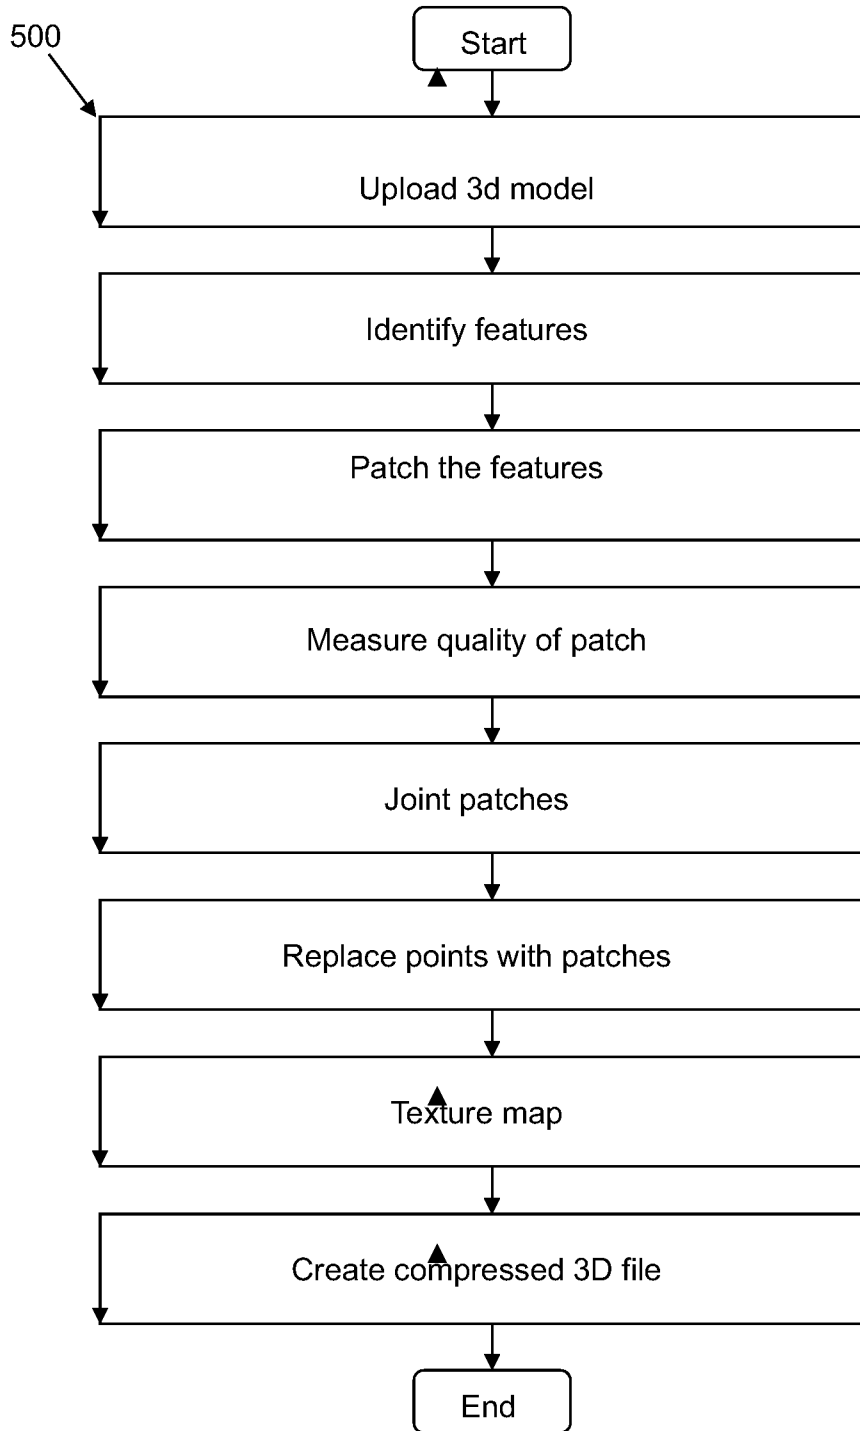 500
Start
Upload 3d model
Identify features
Patch the features
Measure quality of patch
Joint patches
Replace points with patches
Texture map
Create compressed 3D file
End